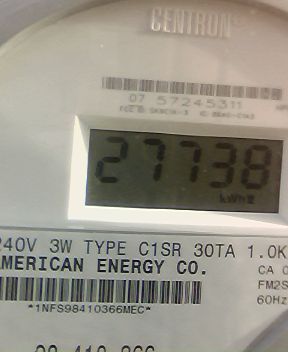 CENTRON
07 57245311
27738
kWh
240V 3W TYPE C1SR 30TA 1.0K
AMERICAN ENERGY CO.
CA
FM2S
60Hz
*1NFS98410366MEC*